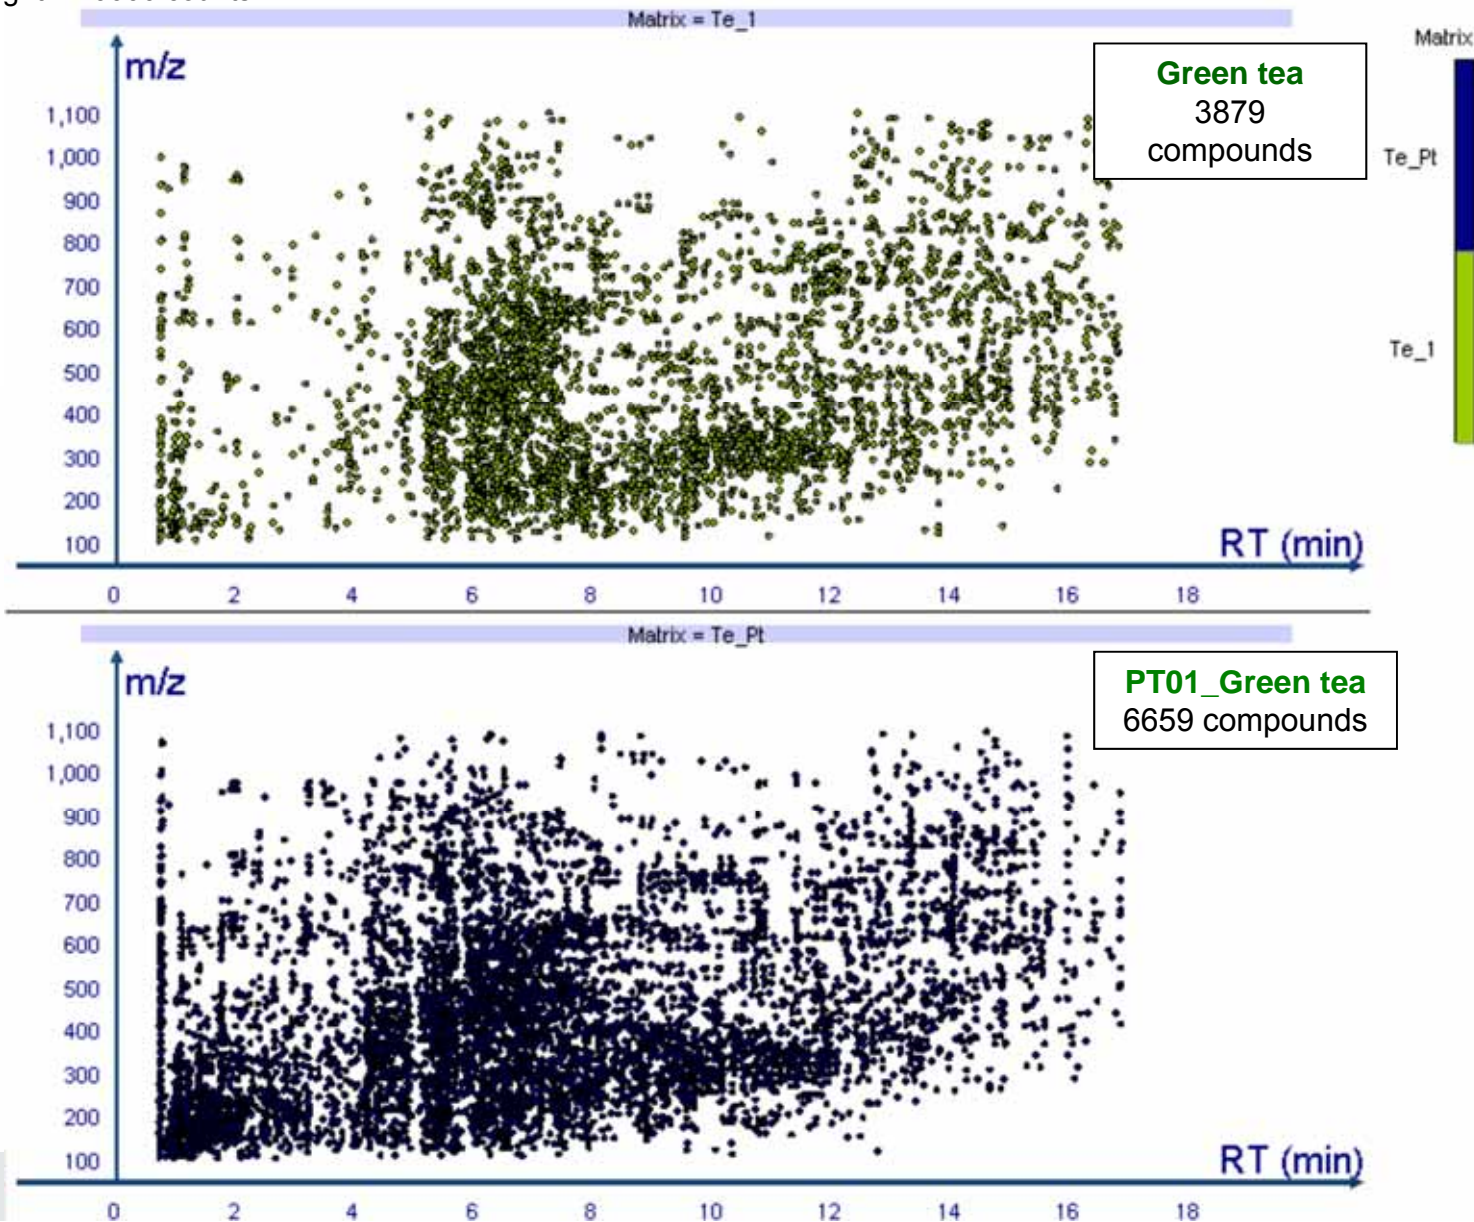 Matrix = Te_1
m/z
Green tea
3879
compounds
1,100
1,000
900
800
700
600
500
400
300
200
100
RT (min)
0 2 4 6 8 10 12 14 16 18
Matrix
Te_Pt
Te_1
Matrix = Te_Pt
m/z
PT01_Green tea
6659 compounds
1,100
1,000
900
800
700
600
500
400
300
200
100
RT (min)
0 2 4 6 8 10 12 14 16 18